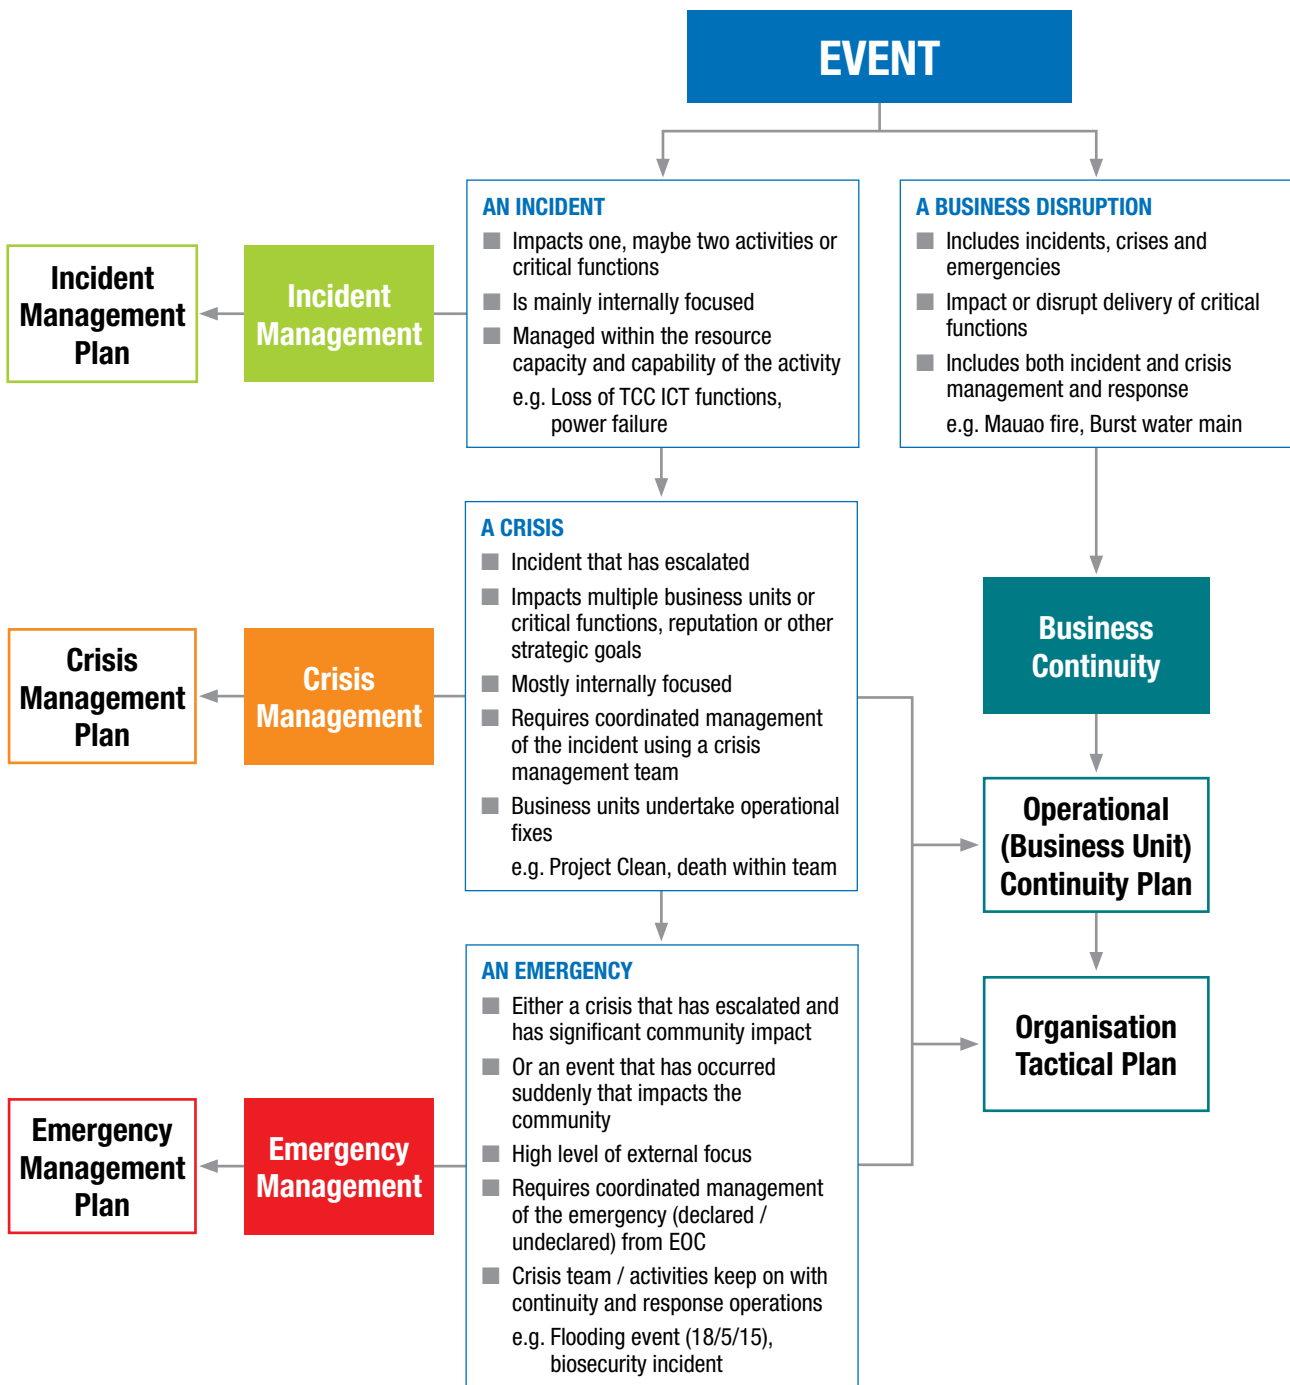 EVENT
AN INCIDENT
Impacts one, maybe two activities or
critical functions
Is mainly internally focused
Managed within the resource
capacity and capability of the activity
e.g. Loss of TCC ICT functions,
power failure
A BUSINESS DISRUPTION
Includes incidents, crises and
emergencies
Impact or disrupt delivery of critical
functions
Includes both incident and crisis
management and response
e.g. Mauao fire, Burst water main
Incident
Management
Plan
Incident
Management
A CRISIS
Incident that has escalated
Impacts multiple business units or
critical functions, reputation or other
strategic goals
Mostly internally focused
Requires coordinated management
of the incident using a crisis
management team
Business units undertake operational
fixes
e.g. Project Clean, death within team
Crisis
Management
Plan
Crisis
Management
Business
Continuity
Operational
(Business Unit)
Continuity Plan
Organisation
Tactical Plan
AN EMERGENCY
Either a crisis that has escalated and
has significant community impact
Or an event that has occurred
suddenly that impacts the
community
High level of external focus
Requires coordinated management
of the emergency (declared /
undeclared) from EOC
Crisis team / activities keep on with
continuity and response operations
e.g. Flooding event (18/5/15),
biosecurity incident
Emergency
Management
Plan
Emergency
Management